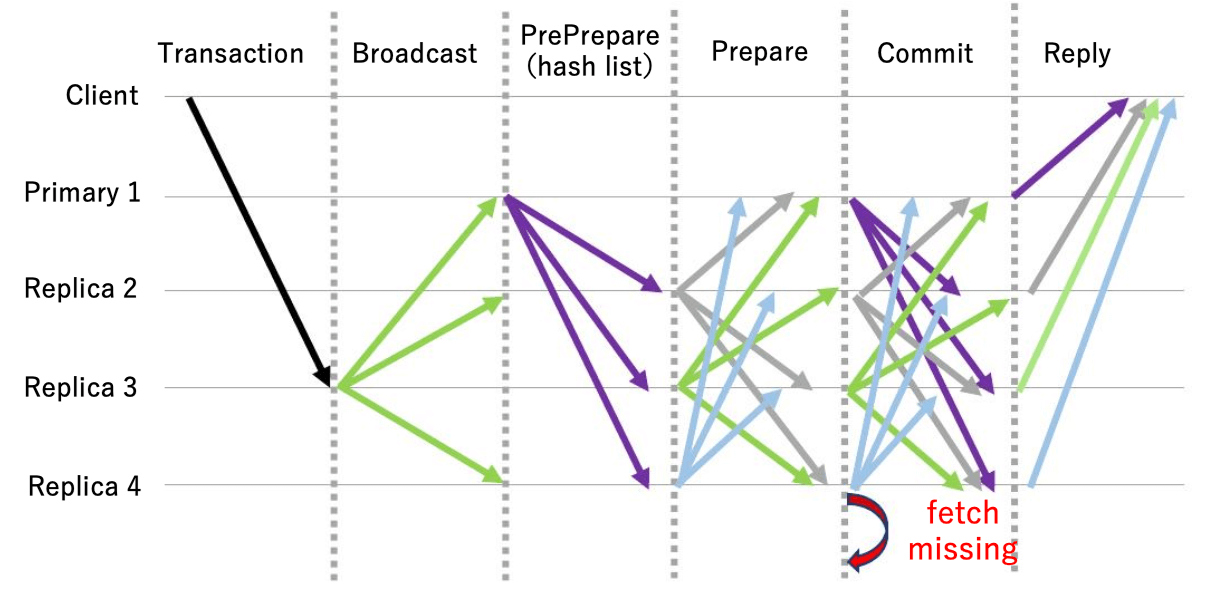 Transaction
Broadcast
PrePrepare
(hash list)
Prepare
Commit
Reply
Client
Primary 1
Replica 2
Replica 3
Replica 4
fetch
missing